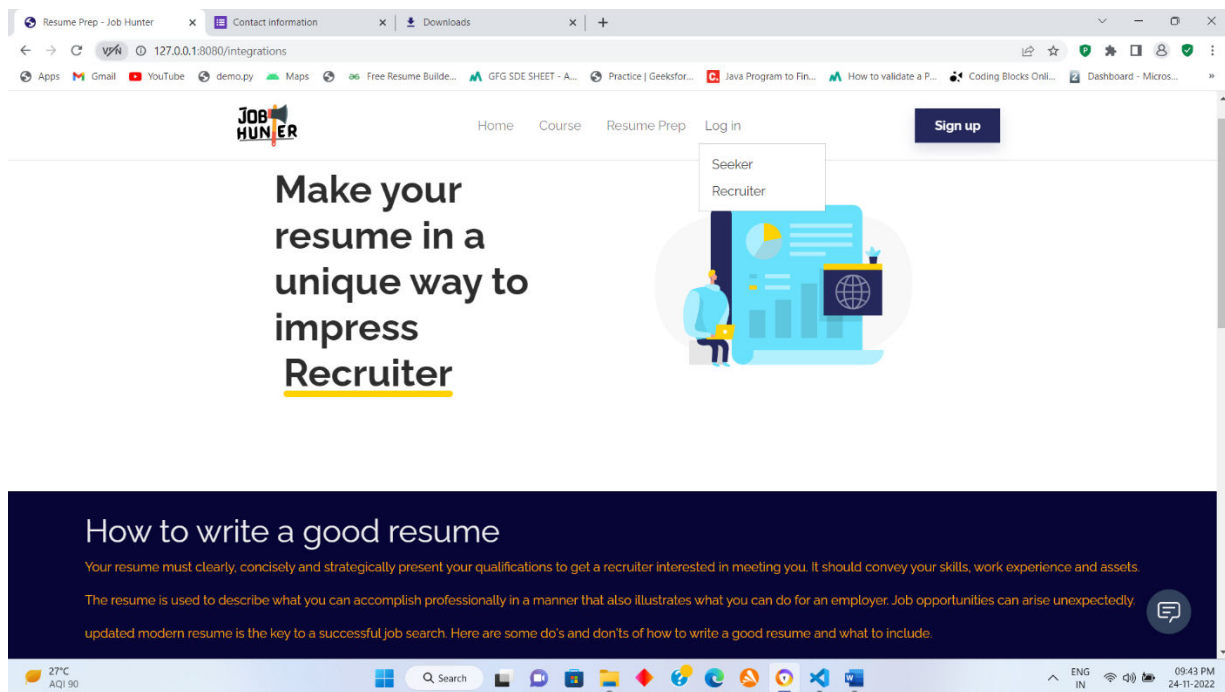 Resume Prep - Job Hunter
Contact information
Downloads
VPN 127.0.0.1:8080/integrations
Apps Gmail YouTube demo.py Maps Free Resume Builde... GFG SDE SHEET - A... Practice | Geeksfor... Java Program to Fin... How to validate a P... Coding Blocks Onli... Dashboard - Micros... »
JOB
HUNTER
Home Course Resume Prep Log in Sign up
Seeker
Recruiter
Make your
resume in a
unique way to
impress
Recruiter
How to write a good resume
Your resume must clearly, concisely and strategically present your qualifications to get a recruiter interested in meeting you. It should convey your skills, work experience and assets.
The resume is used to describe what you can accomplish professionally in a manner that also illustrates what you can do for an employer. Job opportunities can arise unexpectedly.
updated modern resume is the key to a successful job search. Here are some do's and don'ts of how to write a good resume and what to include.
27°C
AQI 90
Search
ENG
IN
09:43 PM
24-11-2022